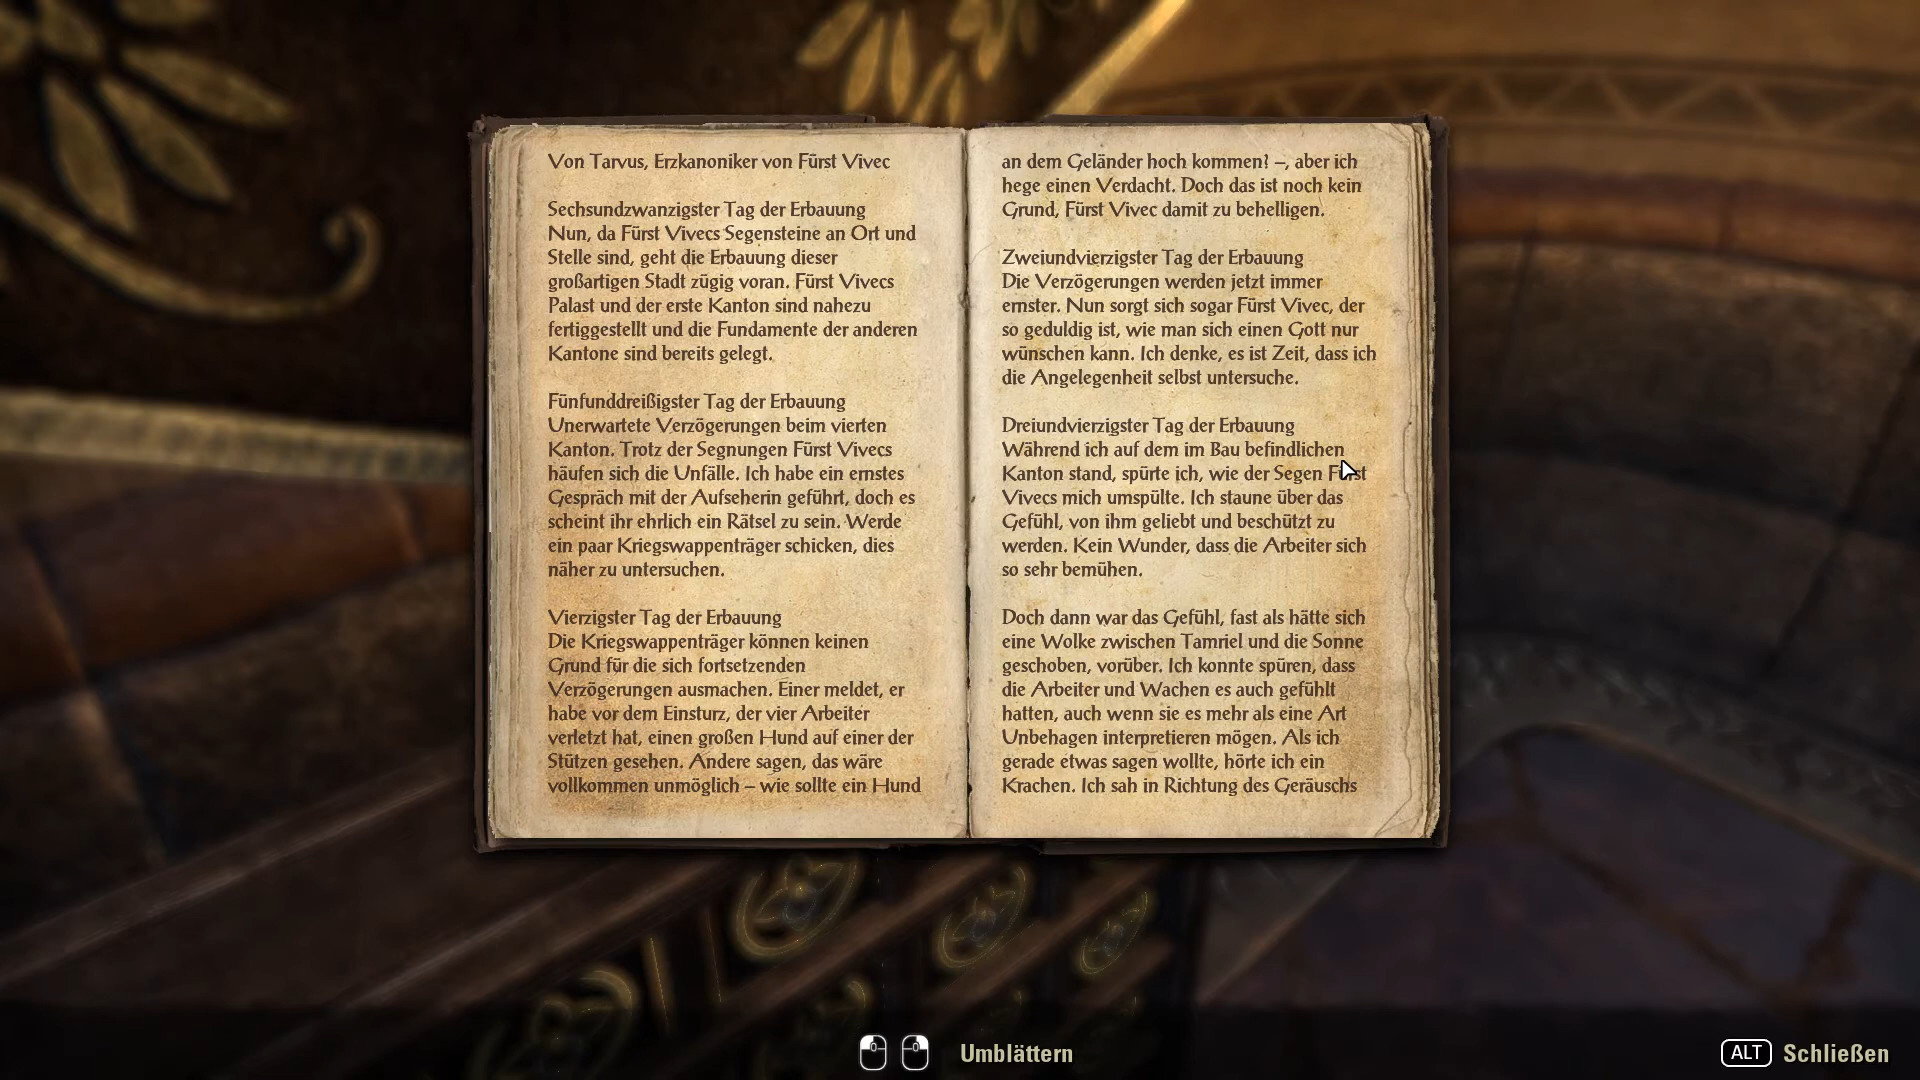 Von Tarvus, Erzkanoniker von Fürst Vivec
Sechsundzwanzigster Tag der Erbauung
Nun, da Fürst Vivecs Segensteine an Ort und
Stelle sind, geht die Erbauung dieser
großartigen Stadt zügig voran. Fürst Vivecs
Palast und der erste Kanton sind nahezu
fertiggestellt und die Fundamente der anderen
Kantone sind bereits gelegt.
Fünfunddreißigster Tag der Erbauung
Unerwartete Verzögerungen beim vierten
Kanton. Trotz der Segnungen Fürst Vivecs
häufen sich die Unfälle. Ich habe ein ernstes
Gespräch mit der Aufseherin geführt, doch es
scheint ihr ehrlich ein Rätsel zu sein. Werde
ein paar Kriegswappenträger schicken, dies
näher zu untersuchen.
Vierzigster Tag der Erbauung
Die Kriegswappenträger können keinen
Grund für die sich fortsetzenden
Verzögerungen ausmachen. Einer meldet, er
habe vor dem Einsturz, der vier Arbeiter
verletzt hat, einen großen Hund auf einer der
Stützen gesehen. Andere sagen, das wäre
vollkommen unmöglich – wie sollte ein Hund
an dem Geländer hoch kommen? –, aber ich
hege einen Verdacht. Doch das ist noch kein
Grund, Fürst Vivec damit zu behelligen.
Zweiundvierzigster Tag der Erbauung
Die Verzögerungen werden jetzt immer
ernster. Nun sorgt sich sogar Fürst Vivec, der
so geduldig ist, wie man sich einen Gott nur
wünschen kann. Ich denke, es ist Zeit, dass ich
die Angelegenheit selbst untersuche.
Dreiundvierzigster Tag der Erbauung
Während ich auf dem im Bau befindlichen
Kanton stand, spürte ich, wie der Segen Fürst
Vivecs mich umspülte. Ich staune über das
Gefühl, von ihm geliebt und beschützt zu
werden. Kein Wunder, dass die Arbeiter sich
so sehr bemühen.
Doch dann war das Gefühl, fast als hätte sich
eine Wolke zwischen Tamriel und die Sonne
geschoben, vorüber. Ich konnte spüren, dass
die Arbeiter und Wachen es auch gefühlt
hatten, auch wenn sie es mehr als eine Art
Unbehagen interpretieren mögen. Als ich
gerade etwas sagen wollte, hörte ich ein
Krachen. Ich sah in Richtung des Geräuschs
Umblättern
ALT Schließen